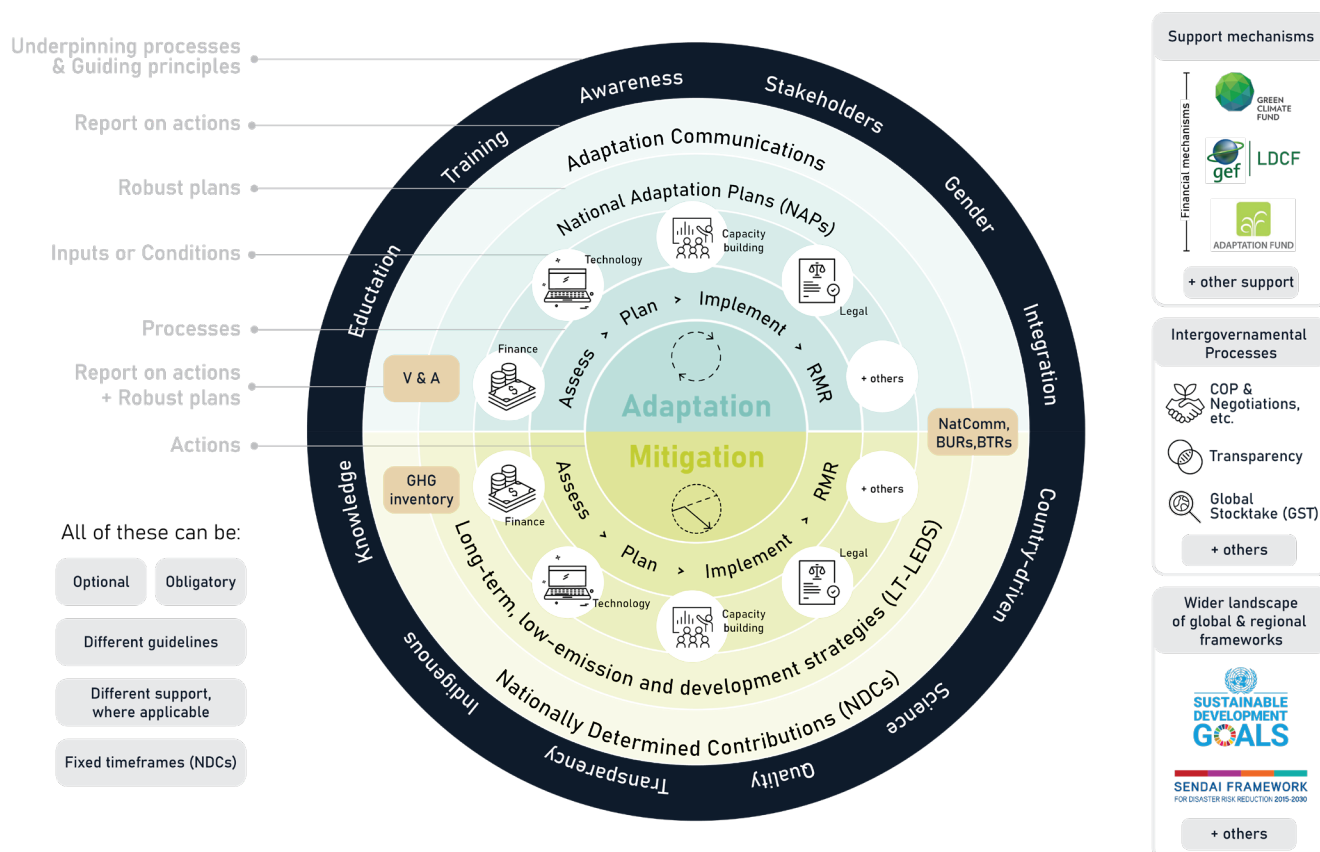 Underpinning processes
& Guiding principles
Report on actions
Robust plans
Inputs or Conditions
Processes
Report on actions
+ Robust plans
Actions
All of these can be:
Optional
Obligatory
Different guidelines
Different support,
where applicable
Fixed timeframes (NDCs)
Knowledge
Eductation
Training
Awareness
Stakeholders
Gender
Integration
Country-driven
Science
Quality
Transparency
Indigenous
Adaptation Communications
National Adaptation Plans (NAPs)
Finance
Technology
Capacity
building
Legal
+ others
Assess > Plan > Implement > RMR
V & A
Adaptation
NatComm,
BURs,BTRs
Mitigation
GHG
inventory
Assess > Plan > Implement > RMR
Finance
Technology
Capacity
building
Legal
+ others
Long-term, low-emission and development strategies (LT-LEDS)
Nationally Determined Contributions (NDCs)
Support mechanisms
Financial mechanisms
GREEN
CLIMATE
FUND
gef
LDCF
ADAPTATION FUND
+ other support
Intergovernamental
Processes
COP &
Negotiations,
etc.
Transparency
Global
Stocktake (GST)
+ others
Wider landscape
of global & regional
frameworks
SUSTAINABLE
DEVELOPMENT
GOALS
SENDAI FRAMEWORK
FOR DISASTER RISK REDUCTION 2015-2030
+ others